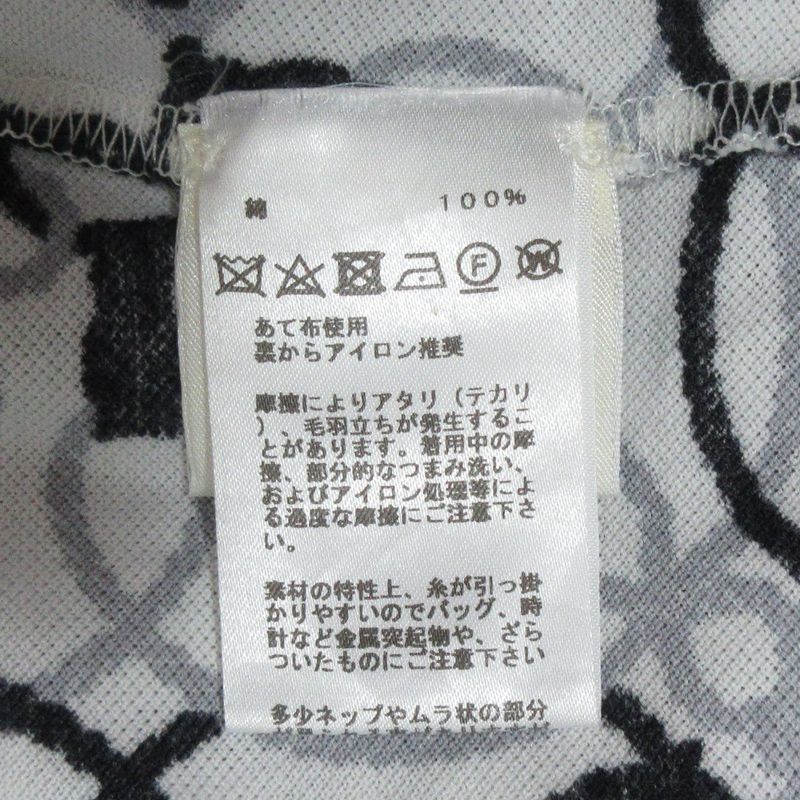 綿 100%
F W
あて布使用
裏からアイロン推奨
摩擦によりアタリ（テカリ
）、毛羽立ちが発生するこ
とがあります。着用中の摩
擦、部分的なつまみ洗い、
およびアイロン処理等によ
る過度な摩擦にご注意下さ
い。
素材の特性上、糸が引っ掛
かりやすいのでバッグ、時
計など金属突起物や、ざら
ついたものにご注意下さい
多少ネップやムラ状の部分